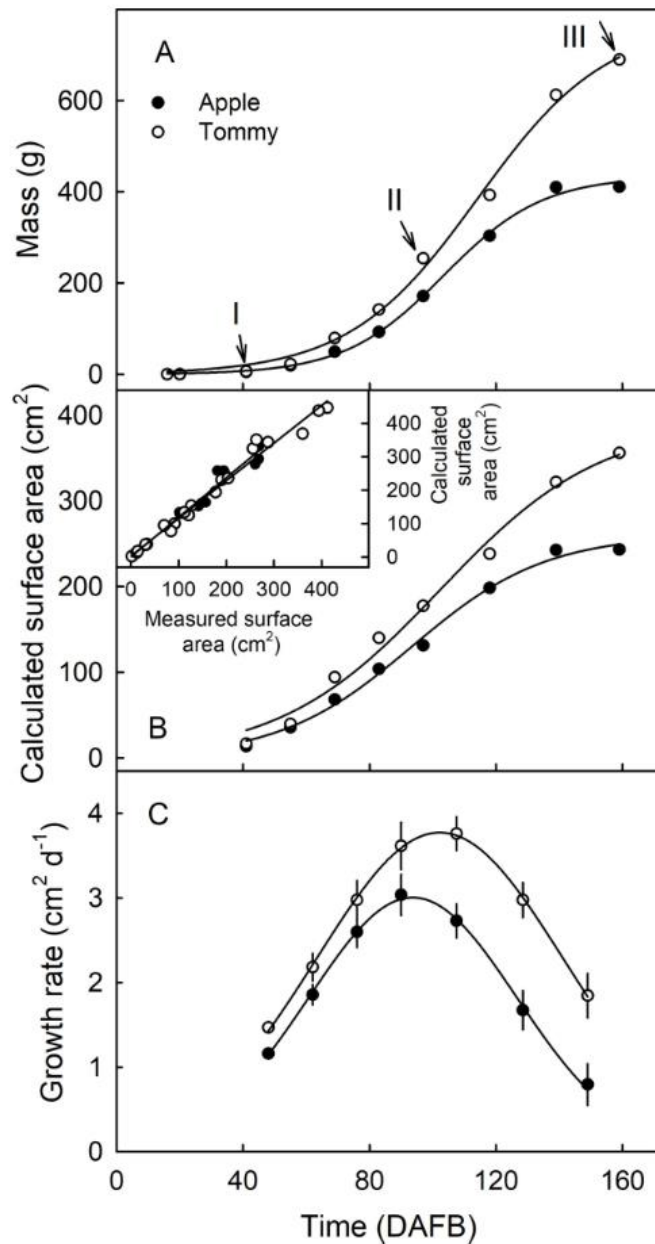 A
III
Apple
Tommy
600
II
400
Mass (g)
200
I
0
400
400
Calculated
surface
area (cm²)
300
300
200
100
0
200
0 100 200 300 400
Measured surface
area (cm²)
Calculated surface area (cm²)
100
B
0
C
4
3
Growth rate (cm² d⁻¹)
2
1
0
0 40 80 120 160
Time (DAFB)